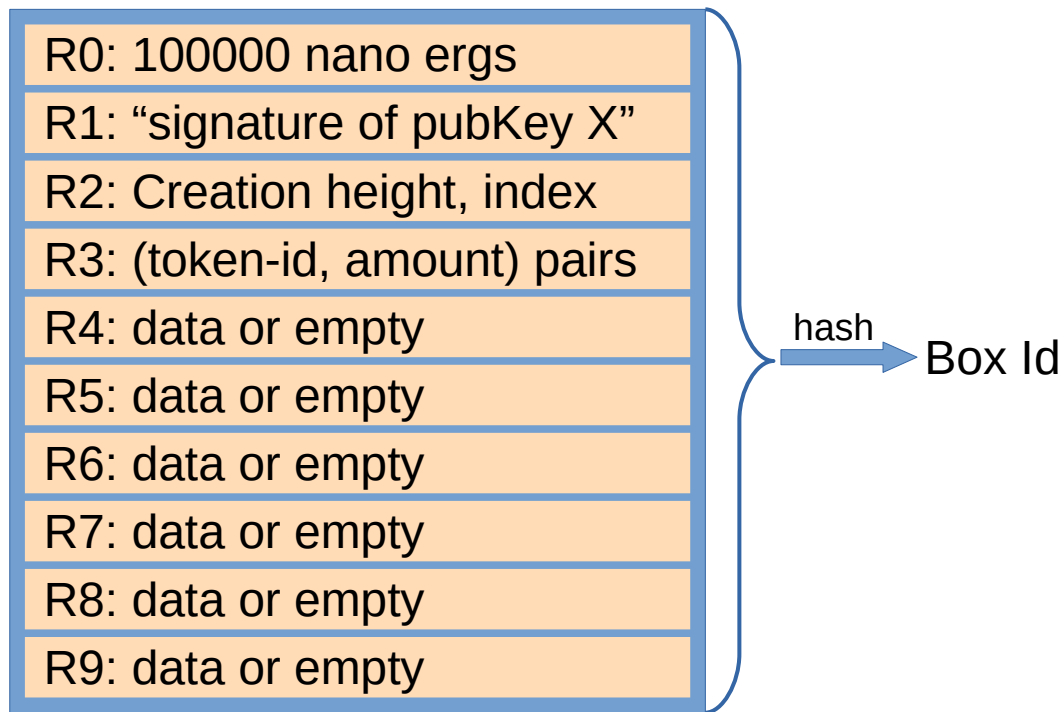 R0: 100000 nano ergs
R1: “signature of pubKey X”
R2: Creation height, index
R3: (token-id, amount) pairs
R4: data or empty
R5: data or empty
R6: data or empty
R7: data or empty
R8: data or empty
R9: data or empty
hash
Box Id